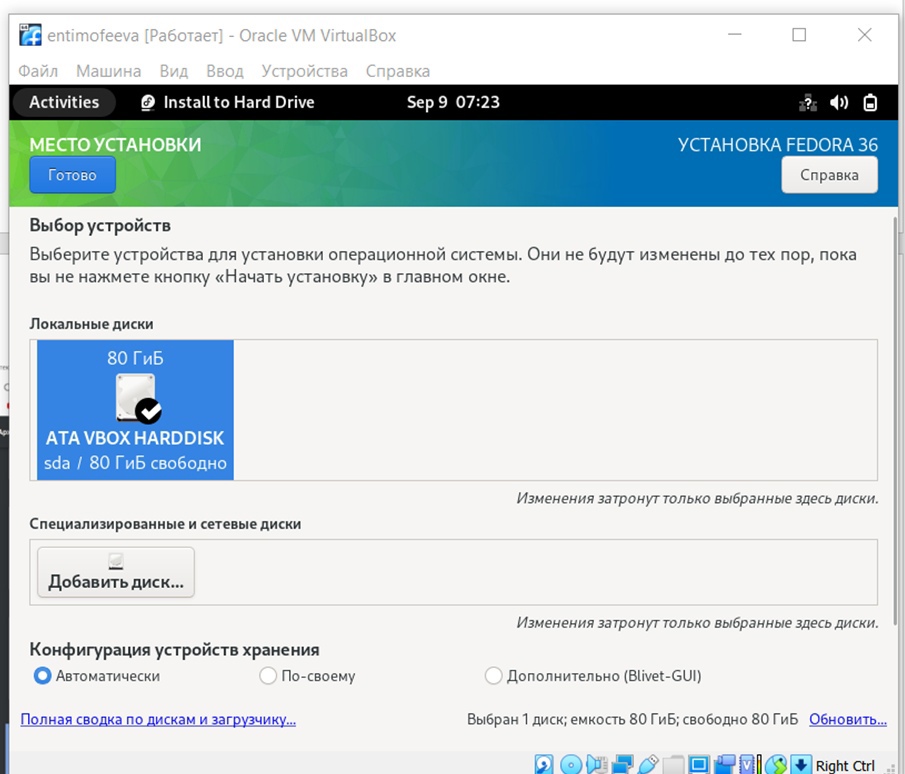 entimofeeva [Работает] - Oracle VM VirtualBox
Файл Машина Вид Ввод Устройства Справка
Activities Install to Hard Drive Sep 9 07:23
МЕСТО УСТАНОВКИ УСТАНОВКА FEDORA 36
Готово Справка
Выбор устройств
Выберите устройства для установки операционной системы. Они не будут изменены до тех пор, пока
вы не нажмете кнопку «Начать установку» в главном окне.
Локальные диски
80 ГиБ
ATA VBOX HARDDISK
sda / 80 ГиБ свободно
Изменения затронут только выбранные здесь диски.
Специализированные и сетевые диски
Добавить диск...
Изменения затронут только выбранные здесь диски.
Конфигурация устройств хранения
Автоматически По-своему Дополнительно (Blivet-GUI)
Полная сводка по дискам и загрузчику... Выбран 1 диск; емкость 80 ГиБ; свободно 80 ГиБ Обновить...
Right Ctrl